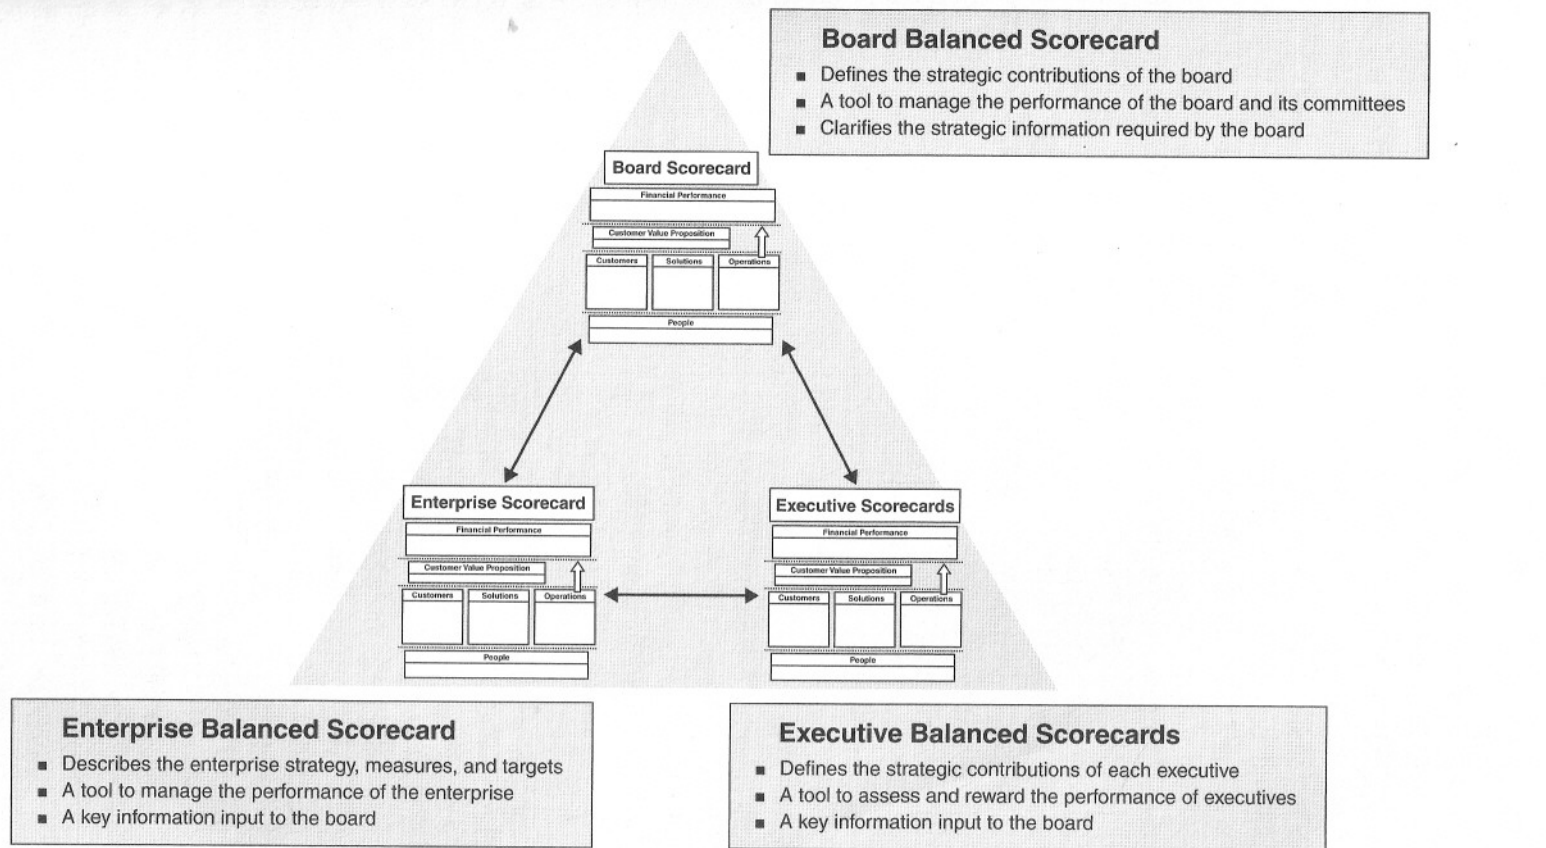 Board Balanced Scorecard
■ Defines the strategic contributions of the board
■ A tool to manage the performance of the board and its committees
■ Clarifies the strategic information required by the board
Board Scorecard
Financial Performance
Customer Value Proposition
Customers
Solutions
Operations
People
Enterprise Scorecard
Financial Performance
Customer Value Proposition
Customers
Solutions
Operations
People
Executive Scorecards
Financial Performance
Customer Value Proposition
Customers
Solutions
Operations
People
Enterprise Balanced Scorecard
■ Describes the enterprise strategy, measures, and targets
■ A tool to manage the performance of the enterprise
■ A key information input to the board
Executive Balanced Scorecards
■ Defines the strategic contributions of each executive
■ A tool to assess and reward the performance of executives
■ A key information input to the board